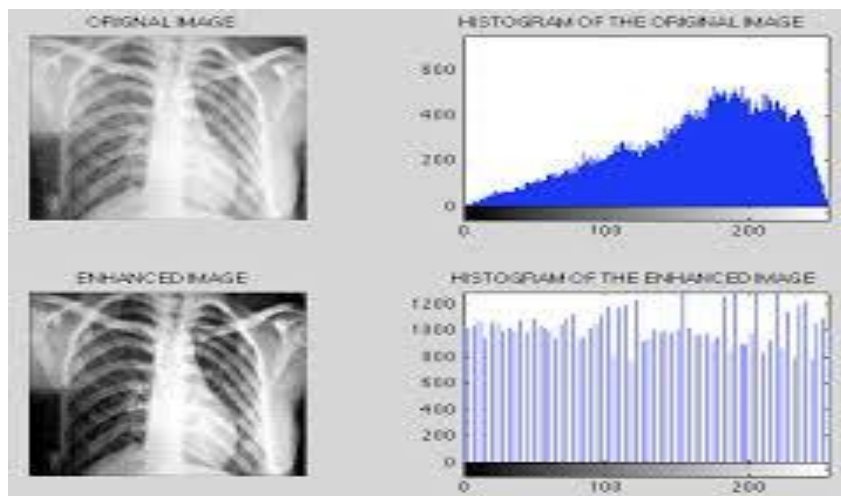 ORIGNAL IMAGE
HISTOGRAM OF THE ORIGINAL IMAGE
600
400
200
0
0 100 200
ENHANCED IMAGE
HISTOGRAM OF THE ENHANCED IMAGE
1200
1000
800
600
400
200
0
0 100 200